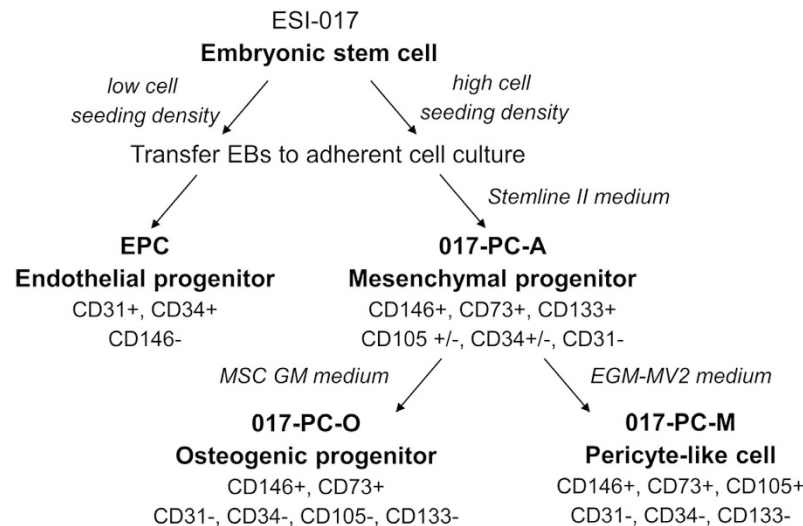 ESI-017
Embryonic stem cell
low cell
seeding density
high cell
seeding density
Transfer EBs to adherent cell culture
Stemline II medium
EPC
Endothelial progenitor
CD31+, CD34+
CD146-
017-PC-A
Mesenchymal progenitor
CD146+, CD73+, CD133+
CD105 +/-, CD34+/-, CD31-
MSC GM medium
EGM-MV2 medium
017-PC-O
Osteogenic progenitor
CD146+, CD73+
CD31-, CD34-, CD105-, CD133-
017-PC-M
Pericyte-like cell
CD146+, CD73+, CD105+
CD31-, CD34-, CD133-